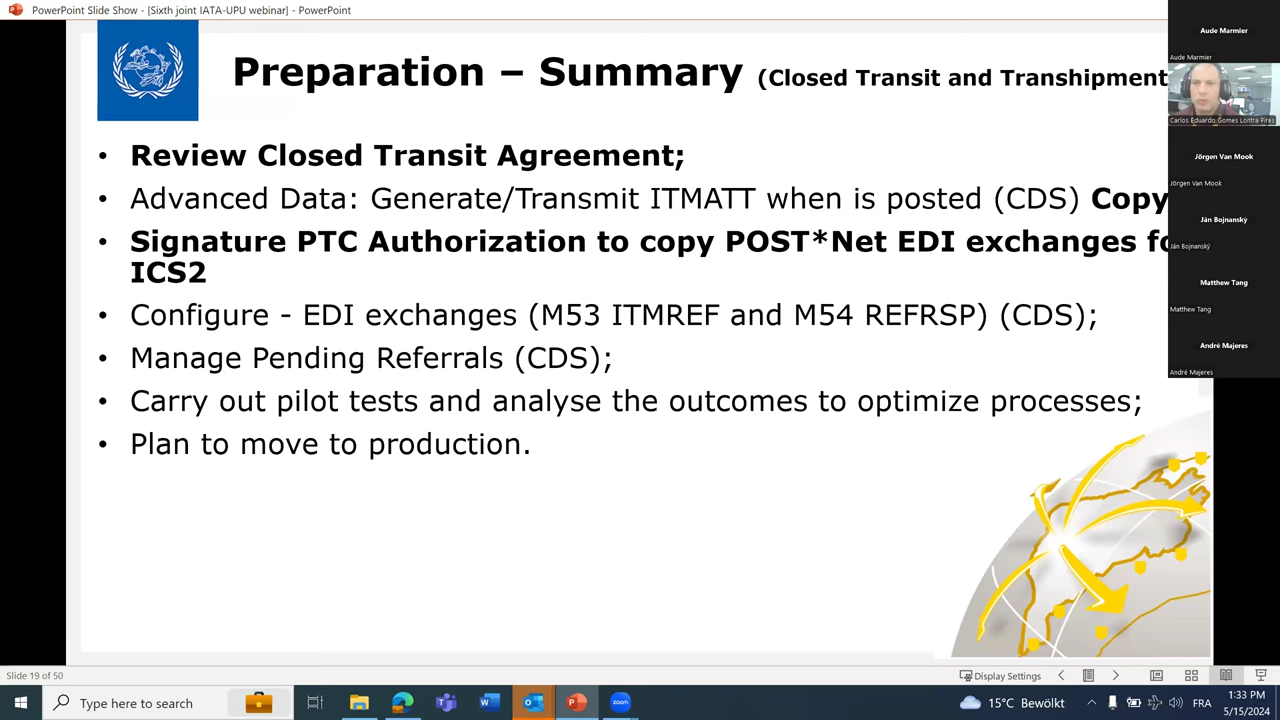 PowerPoint Slide Show - [Sixth joint IATA-UPU webinar] - PowerPoint
Preparation – Summary (Closed Transit and Transhipment
• Review Closed Transit Agreement;
• Advanced Data: Generate/Transmit ITMATT when is posted (CDS) Copy
• Signature PTC Authorization to copy POST*Net EDI exchanges
ICS2
• Configure - EDI exchanges (M53 ITMREF and M54 REFRSP) (CDS);
• Manage Pending Referrals (CDS);
• Carry out pilot tests and analyse the outcomes to optimize processes;
• Plan to move to production.
Aude Marmier
Aude Marmier
Carlos Eduardo Gomes Lontra Pires
Jörgen Van Mook
Jörgen Van Mook
Ján Bojnanský
Ján Bojnanský
Matthew Tang
Matthew Tang
André Majeres
André Majeres
Slide 19 of 50
Display Settings
Type here to search
zoom
15°C Bewölkt
FRA
1:33 PM
5/15/2024